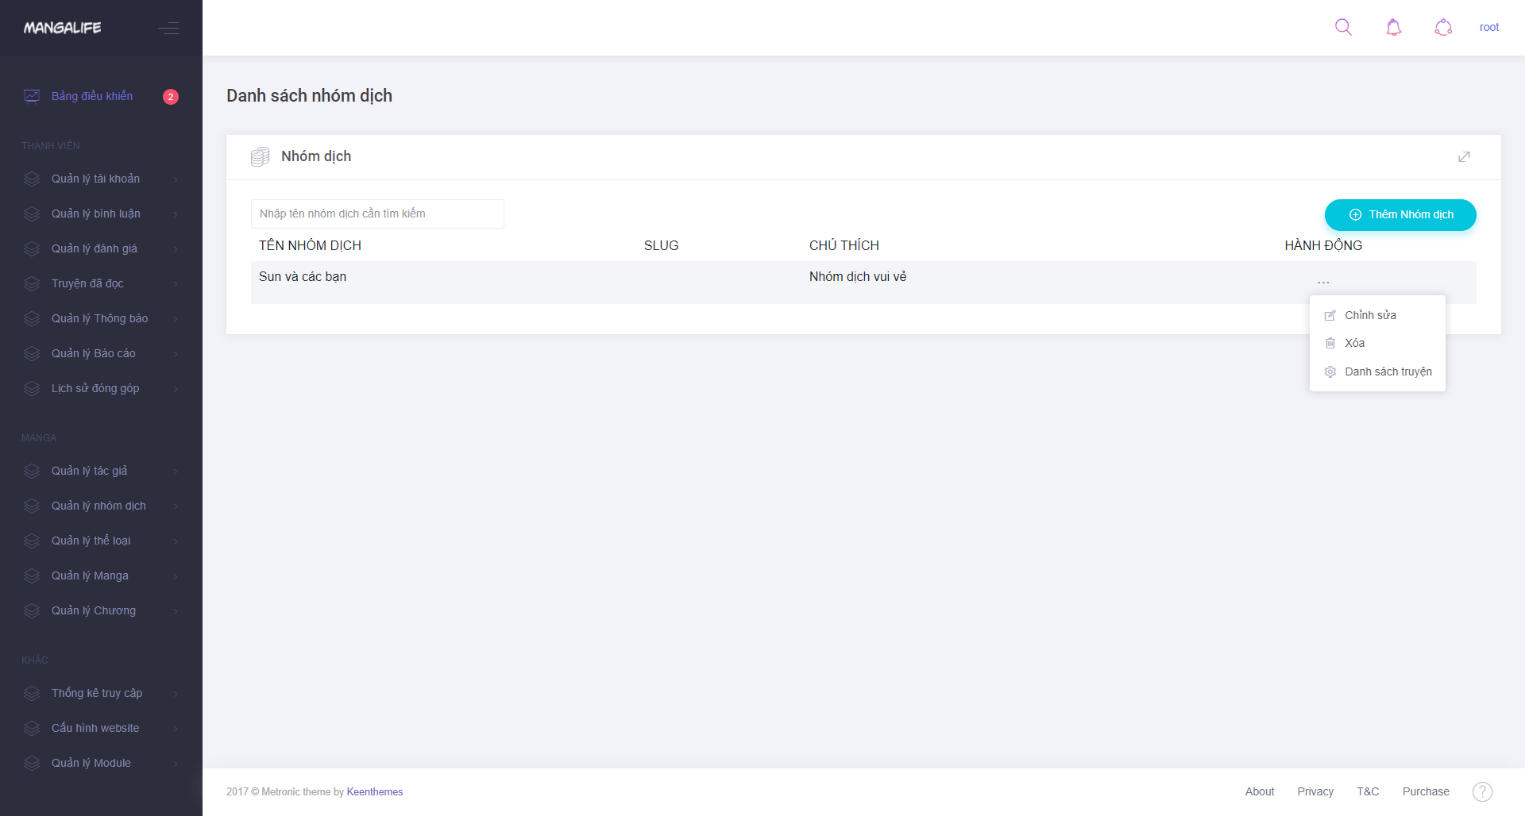 MANGALIFE
root
Bảng điều khiển
2
THÀNH VIÊN
Quản lý tài khoản
Quản lý bình luận
Quản lý đánh giá
Truyện đã đọc
Quản lý Thông báo
Quản lý Báo cáo
Lịch sử đóng góp
MANGA
Quản lý tác giả
Quản lý nhóm dịch
Quản lý thể loại
Quản lý Manga
Quản lý Chương
KHÁC
Thống kê truy cập
Cấu hình website
Quản lý Module
Danh sách nhóm dịch
Nhóm dịch
Nhập tên nhóm dịch cần tìm kiếm
Thêm Nhóm dịch
TÊN NHÓM DỊCH SLUG CHÚ THÍCH HÀNH ĐỘNG
Sun và các bạn Nhóm dịch vui vẻ ...
Chỉnh sửa
Xóa
Danh sách truyện
2017 © Metronic theme by Keenthemes
About Privacy T&C Purchase ?